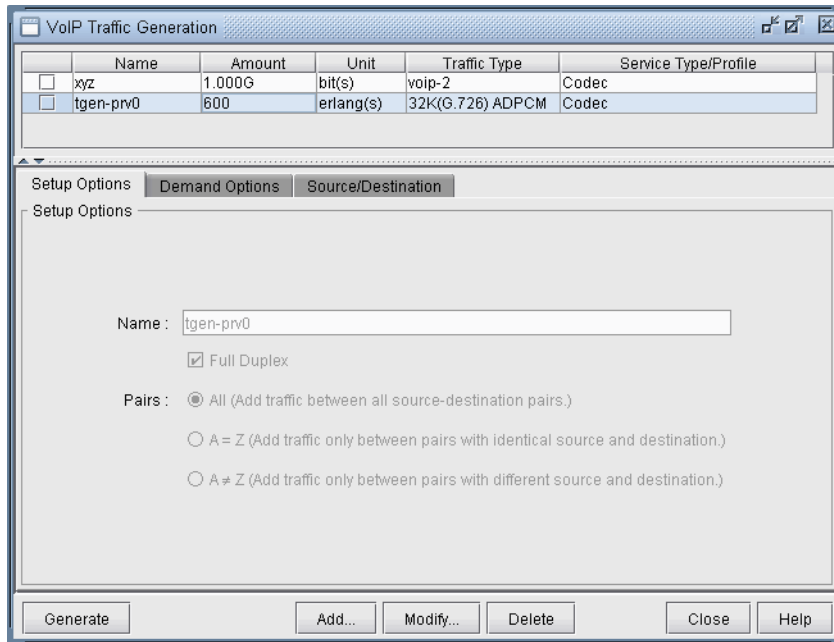 VoIP Traffic Generation
Name Amount Unit Traffic Type Service Type/Profile
xyz 1.000G bit(s) voip-2 Codec
tgen-prv0 600 erlang(s) 32K(G.726) ADPCM Codec
Setup Options Demand Options Source/Destination
Setup Options
Name : tgen-prv0
Full Duplex
Pairs : All (Add traffic between all source-destination pairs.)
A = Z (Add traffic only between pairs with identical source and destination.)
A ≠ Z (Add traffic only between pairs with different source and destination.)
Generate Add... Modify... Delete Close Help